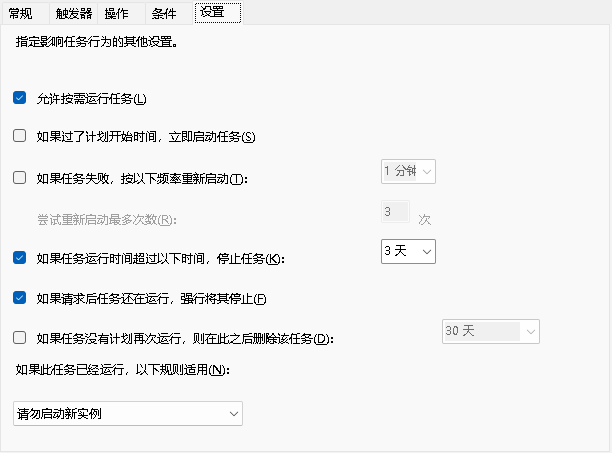 常规 触发器 操作 条件 设置
指定影响任务行为的其他设置。
允许按需运行任务(L)
如果过了计划开始时间，立即启动任务(S)
如果任务失败，按以下频率重新启动(T): 1 分钟
尝试重新启动最多次数(R): 3 次
如果任务运行时间超过以下时间，停止任务(K): 3 天
如果请求后任务还在运行，强行将其停止(F)
如果任务没有计划再次运行，则在此之后删除该任务(D): 30 天
如果此任务已经运行，以下规则适用(N):
请勿启动新实例